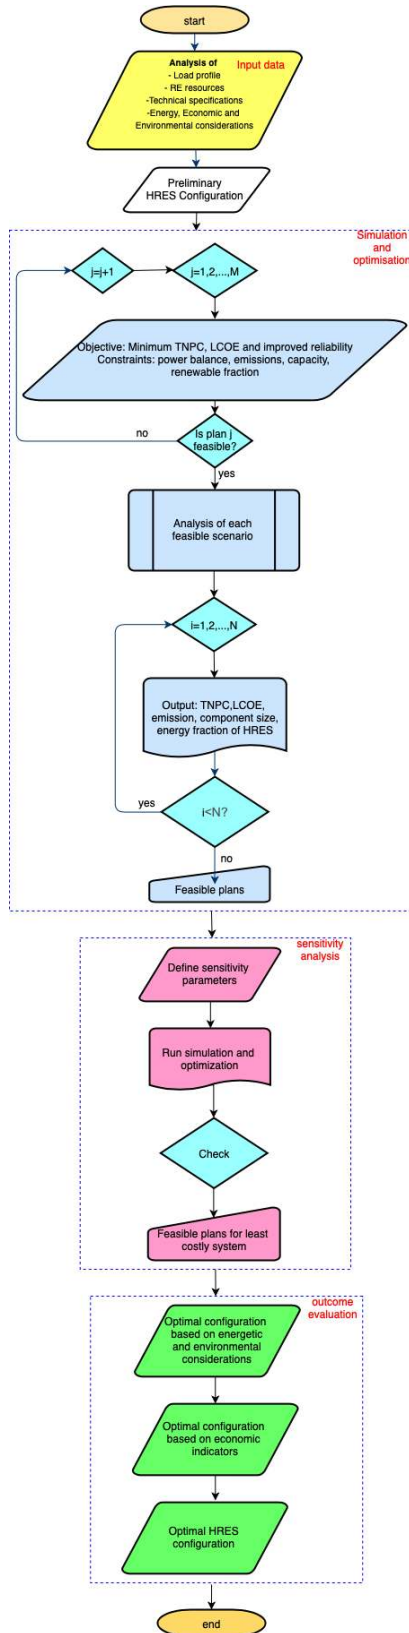 start
Input data
Analysis of
- Load profile
- RE resources
-Technical specifications
-Energy, Economic and
Environmental considerations
Preliminary
HRES Configuration
Simulation
and
optimisation
j=j+1
j=1,2,...,M
Objective: Minimum TNPC, LCOE and improved reliability
Constraints: power balance, emissions, capacity,
renewable fraction
no
Is plan j
feasible?
yes
Analysis of each
feasible scenario
i=1,2,...,N
Output: TNPC,LCOE,
emission, component size,
energy fraction of HRES
yes
i<N?
no
Feasible plans
sensitivity
analysis
Define sensitivity
parameters
Run simulation and
optimization
Check
Feasible plans for least
costly system
outcome
evaluation
Optimal configuration
based on energetic
and environmental
considerations
Optimal configuration
based on economic
indicators
Optimal HRES
configuration
end